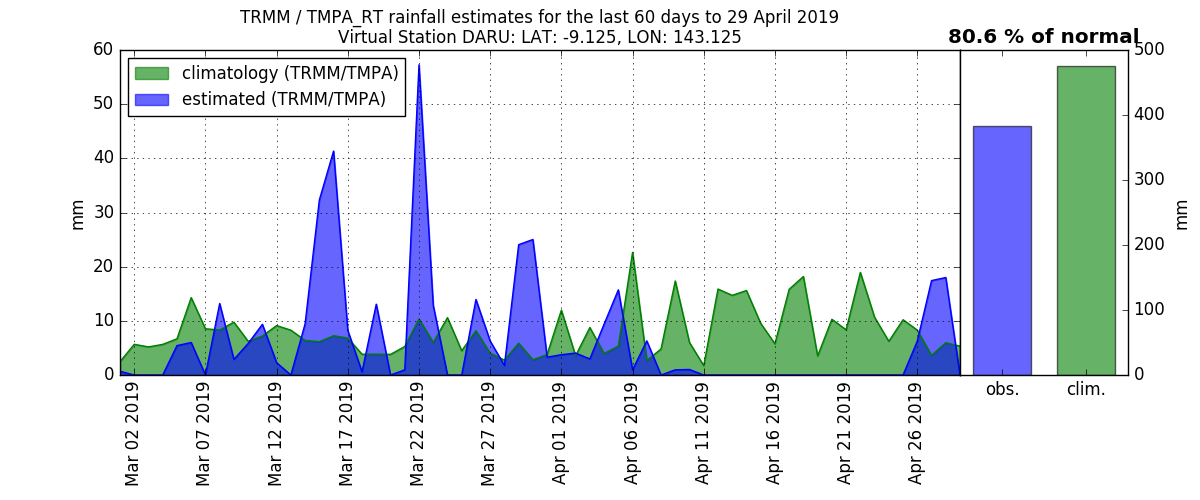 TRMM / TMPA_RT rainfall estimates for the last 60 days to 29 April 2019
Virtual Station DARU: LAT: -9.125, LON: 143.125
80.6 % of normal
climatology (TRMM/TMPA)
estimated (TRMM/TMPA)
60
50
40
30
20
10
0
mm
Mar 02 2019
Mar 07 2019
Mar 12 2019
Mar 17 2019
Mar 22 2019
Mar 27 2019
Apr 01 2019
Apr 06 2019
Apr 11 2019
Apr 16 2019
Apr 21 2019
Apr 26 2019
obs.
clim.
500
400
300
200
100
0
mm